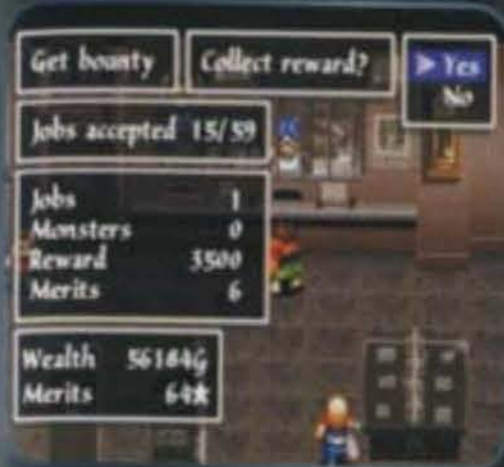 Get bounty
Collect reward?
Yes
No
Jobs accepted 15/59
Jobs 1
Monsters 0
Reward 3500
Merits 6
Wealth 56184G
Merits 64★